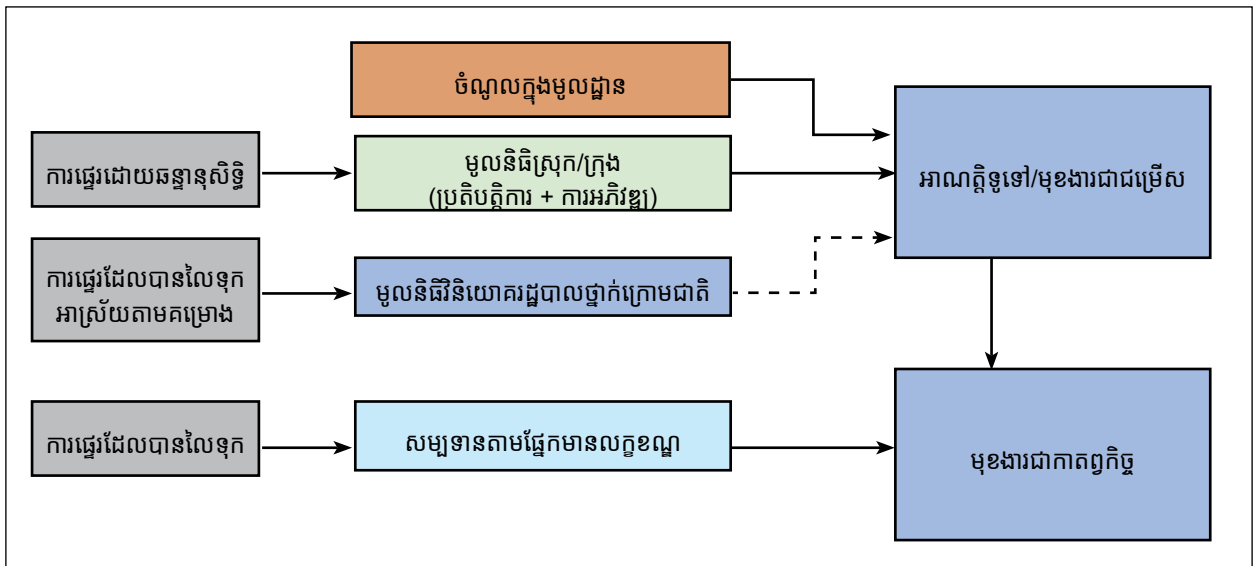 ចំណូលក្នុងមូលដ្ឋាន
ការផ្ទេរដោយឆន្ទានុសិទ្ធិ
មូលនិធិស្រុក/ក្រុង
(ប្រតិបត្តិការ + ការអភិវឌ្ឍ)
អាណត្តិទូទៅ/មុខងារជាជម្រើស
ការផ្ទេរដែលបានលៃទុក
អាស្រ័យតាមគម្រោង
មូលនិធិវិនិយោគរដ្ឋបាលថ្នាក់ក្រោមជាតិ
ការផ្ទេរដែលបានលៃទុក
សម្បទានតាមផ្នែកមានលក្ខខណ្ឌ
មុខងារជាកាតព្វកិច្ច